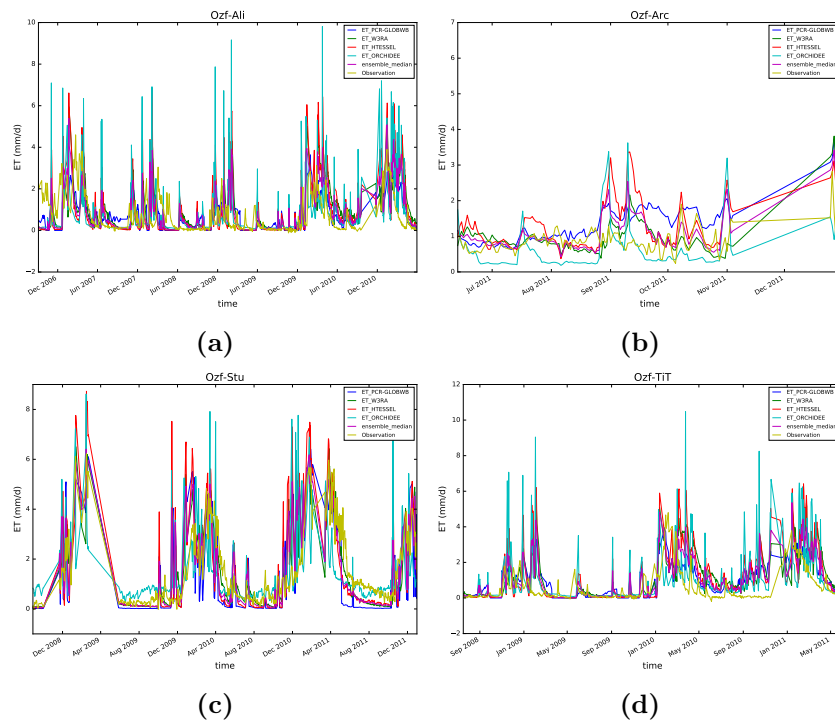 Ozf-Ali
ET (mm/d)
10
8
6
4
2
0
−2
ET_PCR-GLOBWB
ET_W3RA
ET_HTESSEL
ET_ORCHIDEE
ensemble_median
Observation
Dec 2006
Jun 2007
Dec 2007
Jun 2008
Dec 2008
Jun 2009
Dec 2009
Jun 2010
Dec 2010
time
(a)
Ozf-Arc
ET (mm/d)
7
6
5
4
3
2
1
0
ET_PCR-GLOBWB
ET_W3RA
ET_HTESSEL
ET_ORCHIDEE
ensemble_median
Observation
Jul 2011
Aug 2011
Sep 2011
Oct 2011
Nov 2011
Dec 2011
time
(b)
Ozf-Stu
ET (mm/d)
8
6
4
2
0
ET_PCR-GLOBWB
ET_W3RA
ET_HTESSEL
ET_ORCHIDEE
ensemble_median
Observation
Dec 2008
Apr 2009
Aug 2009
Dec 2009
Apr 2010
Aug 2010
Dec 2010
Apr 2011
Aug 2011
Dec 2011
time
(c)
Ozf-TiT
ET (mm/d)
12
10
8
6
4
2
0
−2
ET_PCR-GLOBWB
ET_W3RA
ET_HTESSEL
ET_ORCHIDEE
ensemble_median
Observation
Sep 2008
Jan 2009
May 2009
Sep 2009
Jan 2010
May 2010
Sep 2010
Jan 2011
May 2011
time
(d)